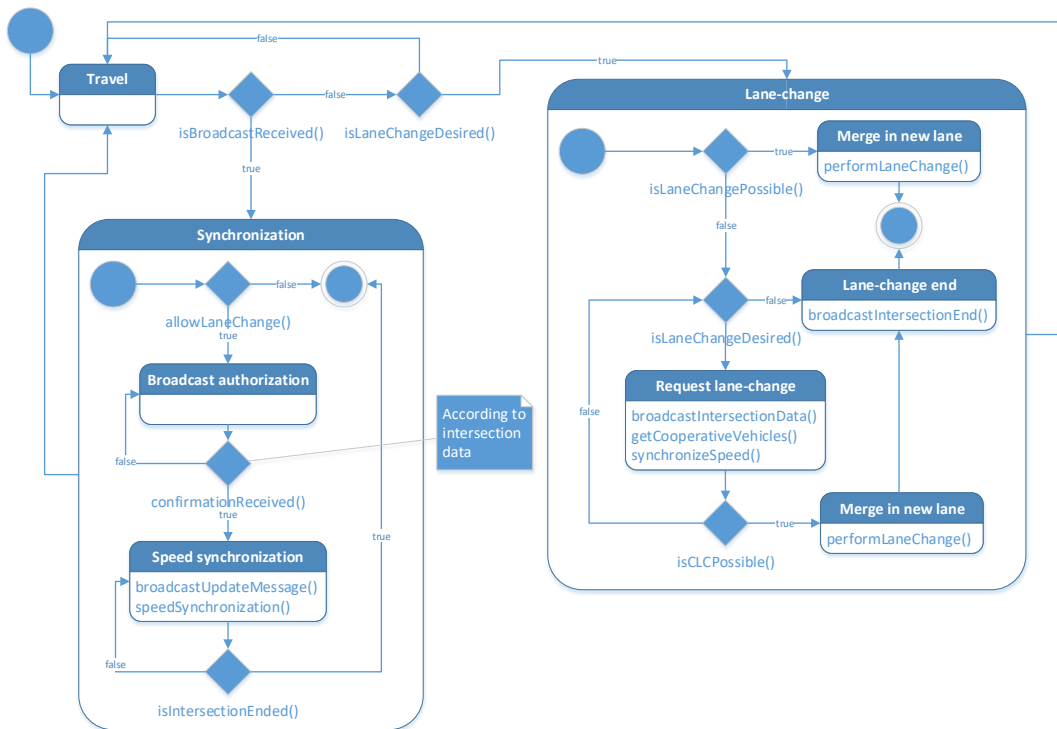 false
Travel
true
false
isBroadcastReceived()
isLaneChangeDesired()
true
Lane-change
Merge in new lane
performLaneChange()
true
isLaneChangePossible()
false
Synchronization
false
allowLaneChange()
true
Broadcast authorization
false
confirmationReceived()
true
According to
intersection
data
Speed synchronization
broadcastUpdateMessage()
speedSynchronization()
true
false
isIntersectionEnded()
Lane-change end
broadcastIntersectionEnd()
false
isLaneChangeDesired()
true
Request lane-change
broadcastIntersectionData()
getCooperativeVehicles()
synchronizeSpeed()
false
Merge in new lane
performLaneChange()
true
isCLCPossible()